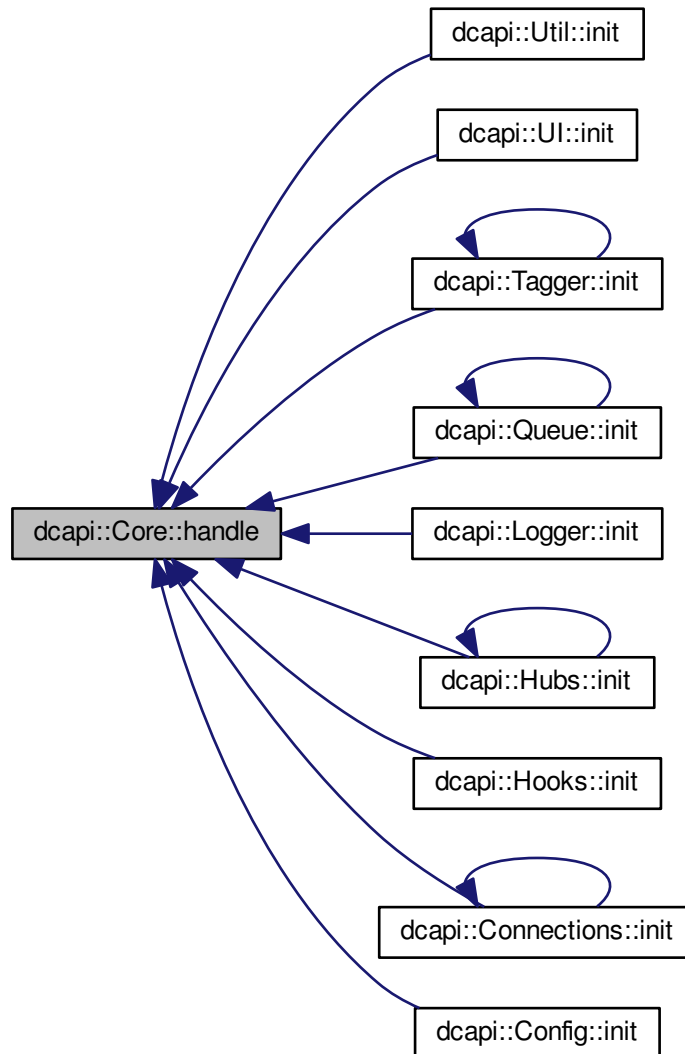 dcapi::Util::init
dcapi::UI::init
dcapi::Tagger::init
dcapi::Queue::init
dcapi::Core::handle
dcapi::Logger::init
dcapi::Hubs::init
dcapi::Hooks::init
dcapi::Connections::init
dcapi::Config::init